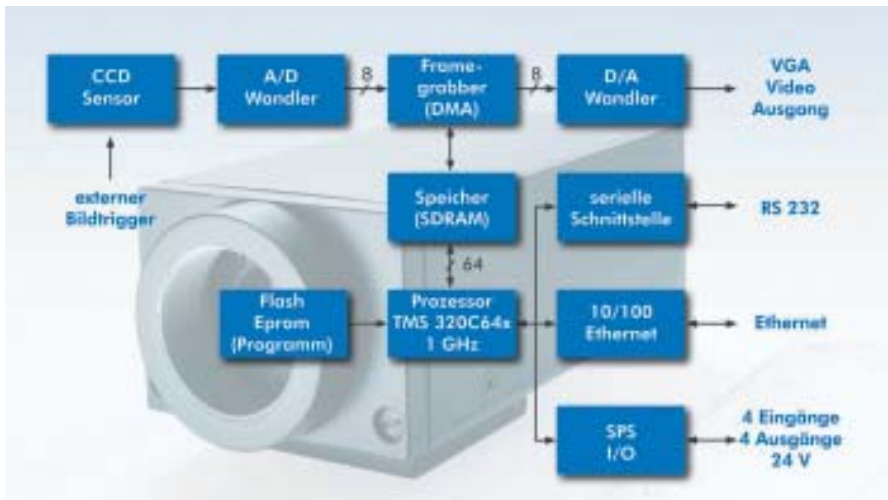 CCD
Sensor
A/D
Wandler
8
Frame-
grabber
(DMA)
8
D/A
Wandler
VGA
Video
Ausgang
externer
Bildtrigger
Speicher
(SDRAM)
serielle
Schnittstelle
RS 232
64
Flash
Eprom
(Programm)
Prozessor
TMS 320C64x
1 GHz
10/100
Ethernet
Ethernet
SPS
I/O
4 Eingänge
4 Ausgänge
24 V